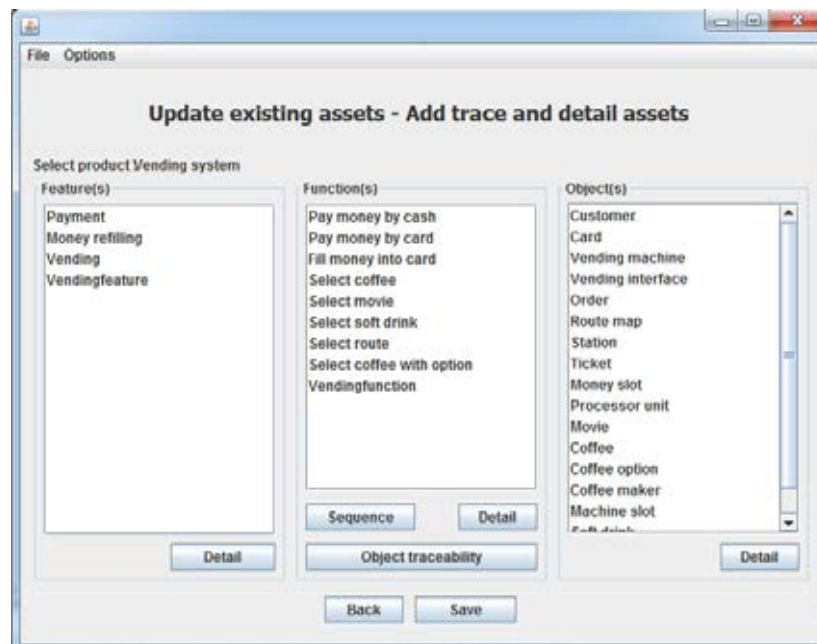 File Options
Update existing assets - Add trace and detail assets
Select product Vending system
Feature(s)
Payment
Money refilling
Vending
Vendingfeature
Detail
Function(s)
Pay money by cash
Pay money by card
Fill money into card
Select coffee
Select movie
Select soft drink
Select route
Select coffee with option
Vendingfunction
Sequence Detail
Object traceability
Object(s)
Customer
Card
Vending machine
Vending interface
Order
Route map
Station
Ticket
Money slot
Processor unit
Movie
Coffee
Coffee option
Coffee maker
Machine slot
Soft drink
Detail
Back Save